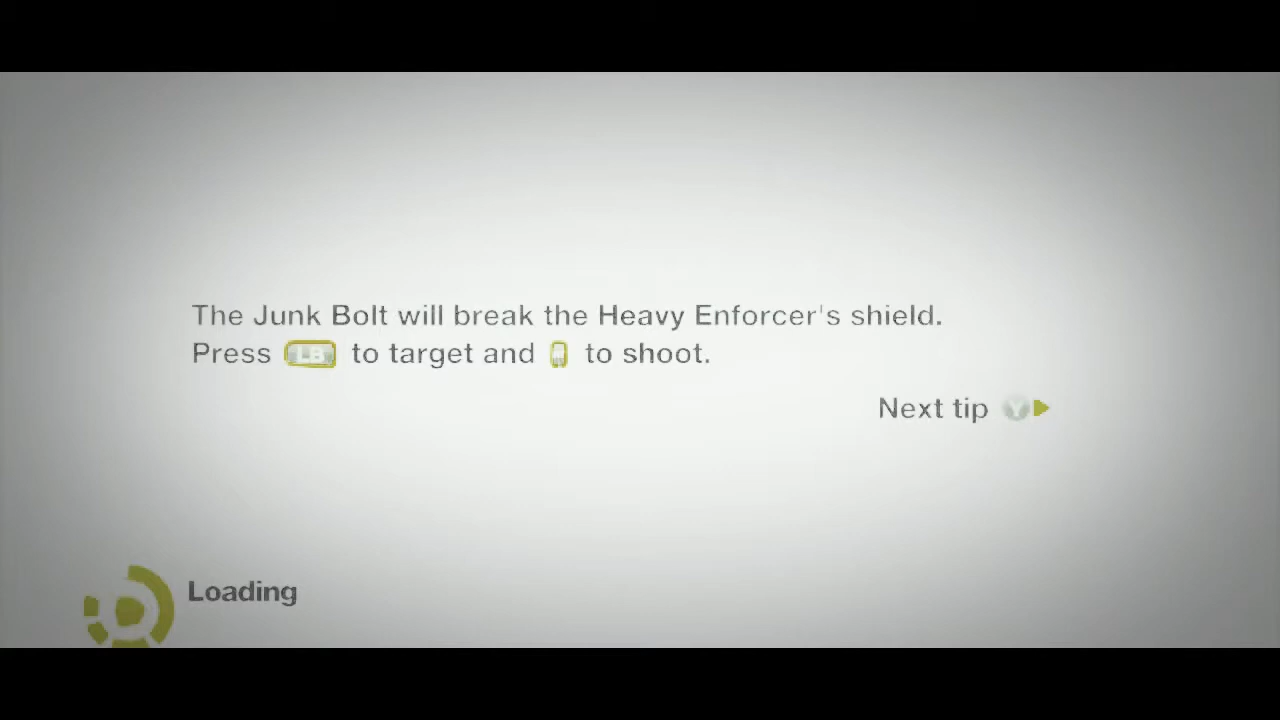 The Junk Bolt will break the Heavy Enforcer's shield.
Press LB to target and to shoot.
Next tip Y
Loading